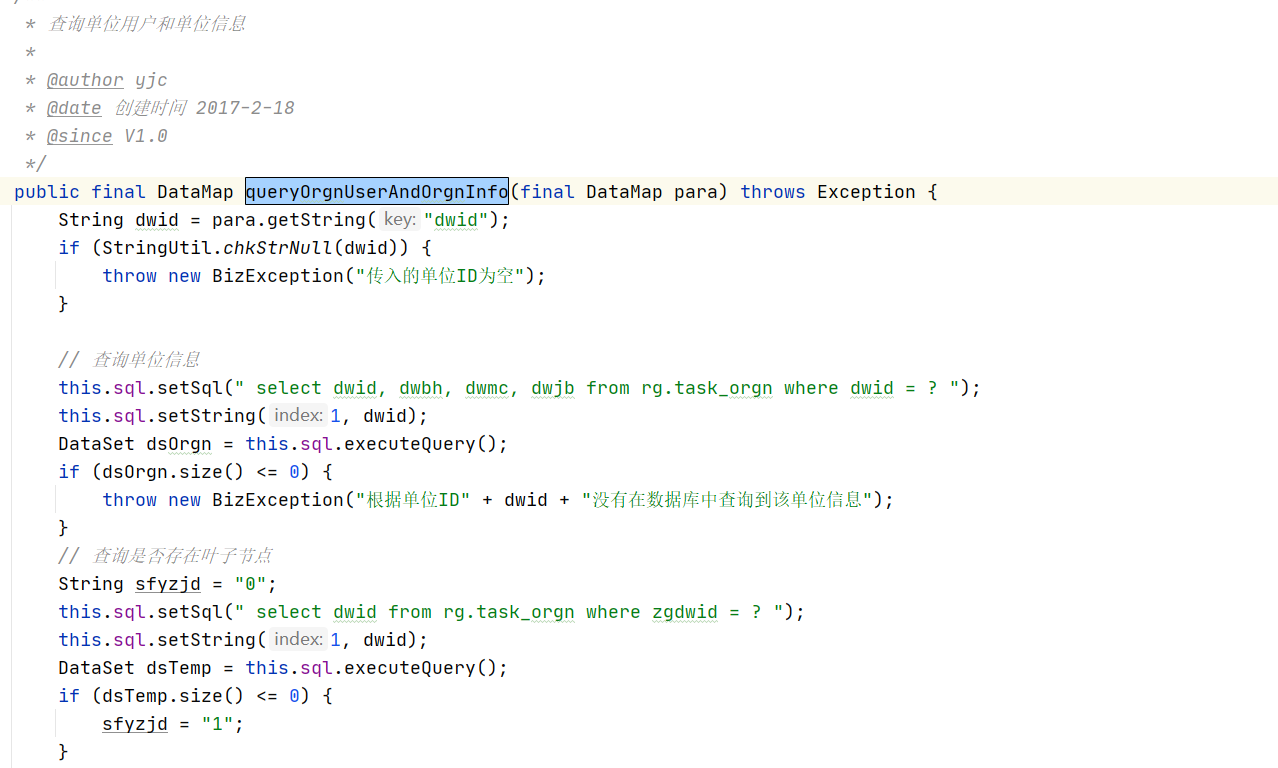 * 查询单位用户和单位信息
*
* @author yjc
* @date 创建时间 2017-2-18
* @since V1.0
*/
public final DataMap queryOrgnUserAndOrgnInfo(final DataMap para) throws Exception {
String dwid = para.getString( key: "dwid");
if (StringUtil.chkStrNull(dwid)) {
throw new BizException("传入的单位ID为空");
}
// 查询单位信息
this.sql.setSql(" select dwid, dwbh, dwmc, dwjb from rg.task_orgn where dwid = ? ");
this.sql.setString( index: 1, dwid);
DataSet dsOrgn = this.sql.executeQuery();
if (dsOrgn.size() <= 0) {
throw new BizException("根据单位ID" + dwid + "没有在数据库中查询到该单位信息");
}
// 查询是否存在叶子节点
String sfyzjd = "0";
this.sql.setSql(" select dwid from rg.task_orgn where zgdwid = ? ");
this.sql.setString( index: 1, dwid);
DataSet dsTemp = this.sql.executeQuery();
if (dsTemp.size() <= 0) {
sfyzjd = "1";
}